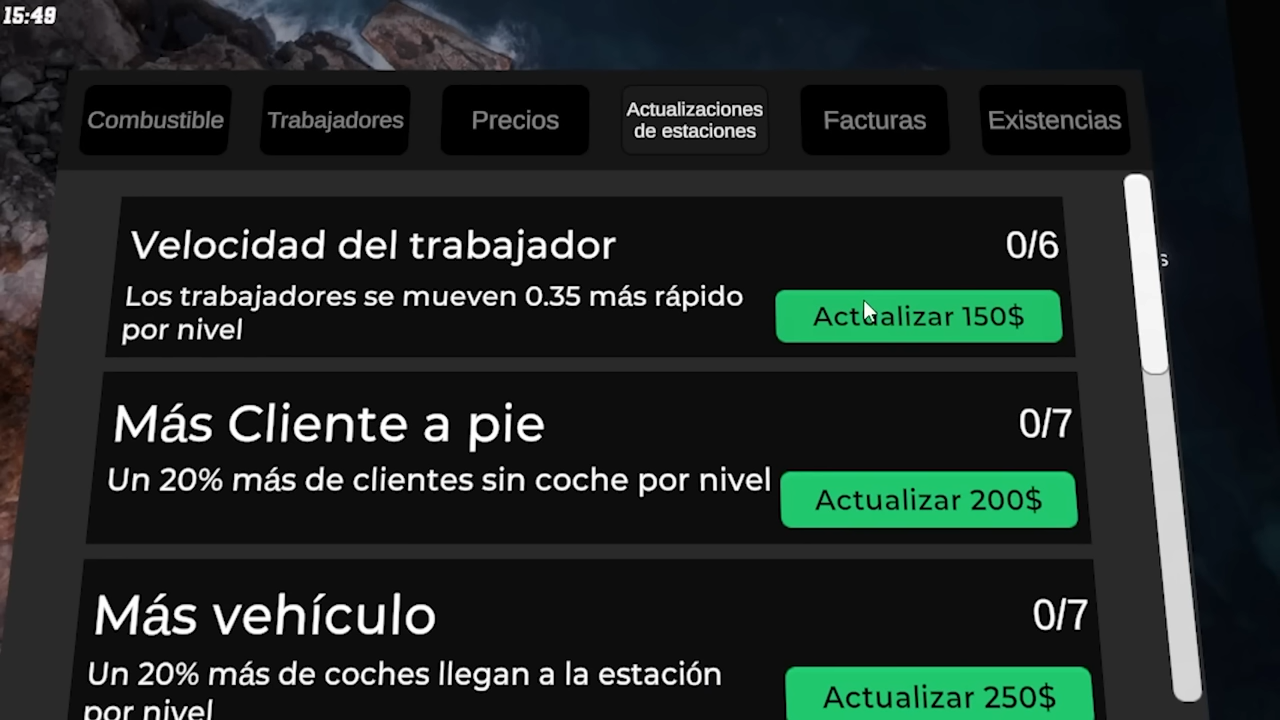 15:49
Combustible
Trabajadores
Precios
Actualizaciones
de estaciones
Facturas
Existencias
Velocidad del trabajador
0/6
Los trabajadores se mueven 0.35 más rápido
por nivel
Actualizar 150$
Más Cliente a pie
0/7
Un 20% más de clientes sin coche por nivel
Actualizar 200$
Más vehículo
0/7
Un 20% más de coches llegan a la estación
por nivel
Actualizar 250$